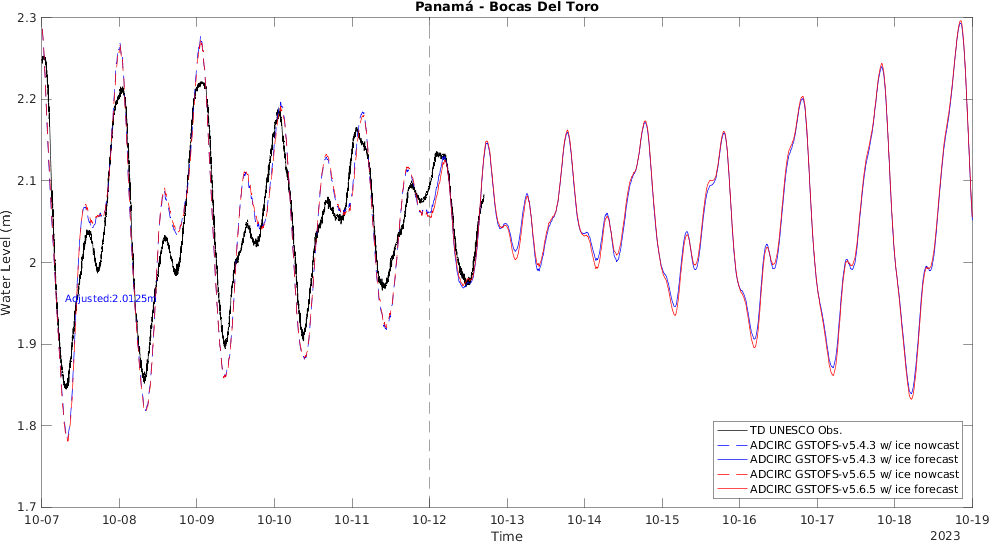 Panamá - Bocas Del Toro
Water Level (m)
2.3
2.2
2.1
2
1.9
1.8
1.7
Adjusted:2.0125m
TD UNESCO Obs.
ADCIRC GSTOFS-v5.4.3 w/ ice nowcast
ADCIRC GSTOFS-v5.4.3 w/ ice forecast
ADCIRC GSTOFS-v5.6.5 w/ ice nowcast
ADCIRC GSTOFS-v5.6.5 w/ ice forecast
10-07 10-08 10-09 10-10 10-11 10-12 10-13 10-14 10-15 10-16 10-17 10-18 10-19
Time
2023